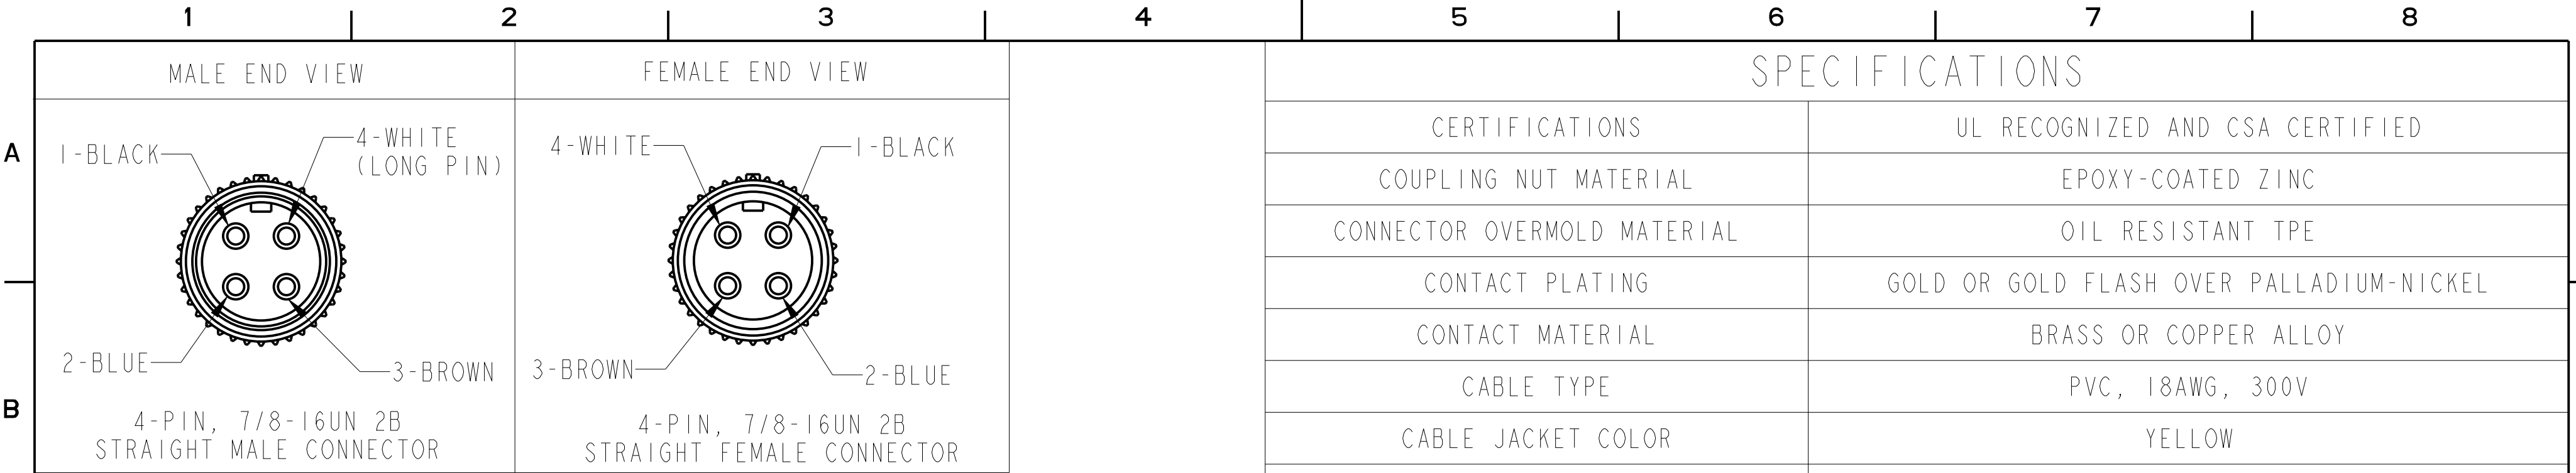 1 2 3 4 5 6 7 8
MALE END VIEW
FEMALE END VIEW
SPECIFICATIONS
A
1-BLACK
4-WHITE
(LONG PIN)
2-BLUE
3-BROWN
4-PIN, 7/8-16UN 2B
STRAIGHT MALE CONNECTOR
4-WHITE
1-BLACK
3-BROWN
2-BLUE
4-PIN, 7/8-16UN 2B
STRAIGHT FEMALE CONNECTOR
B
CERTIFICATIONS UL RECOGNIZED AND CSA CERTIFIED
COUPLING NUT MATERIAL EPOXY-COATED ZINC
CONNECTOR OVERMOLD MATERIAL OIL RESISTANT TPE
CONTACT PLATING GOLD OR GOLD FLASH OVER PALLADIUM-NICKEL
CONTACT MATERIAL BRASS OR COPPER ALLOY
CABLE TYPE PVC, 18AWG, 300V
CABLE JACKET COLOR YELLOW